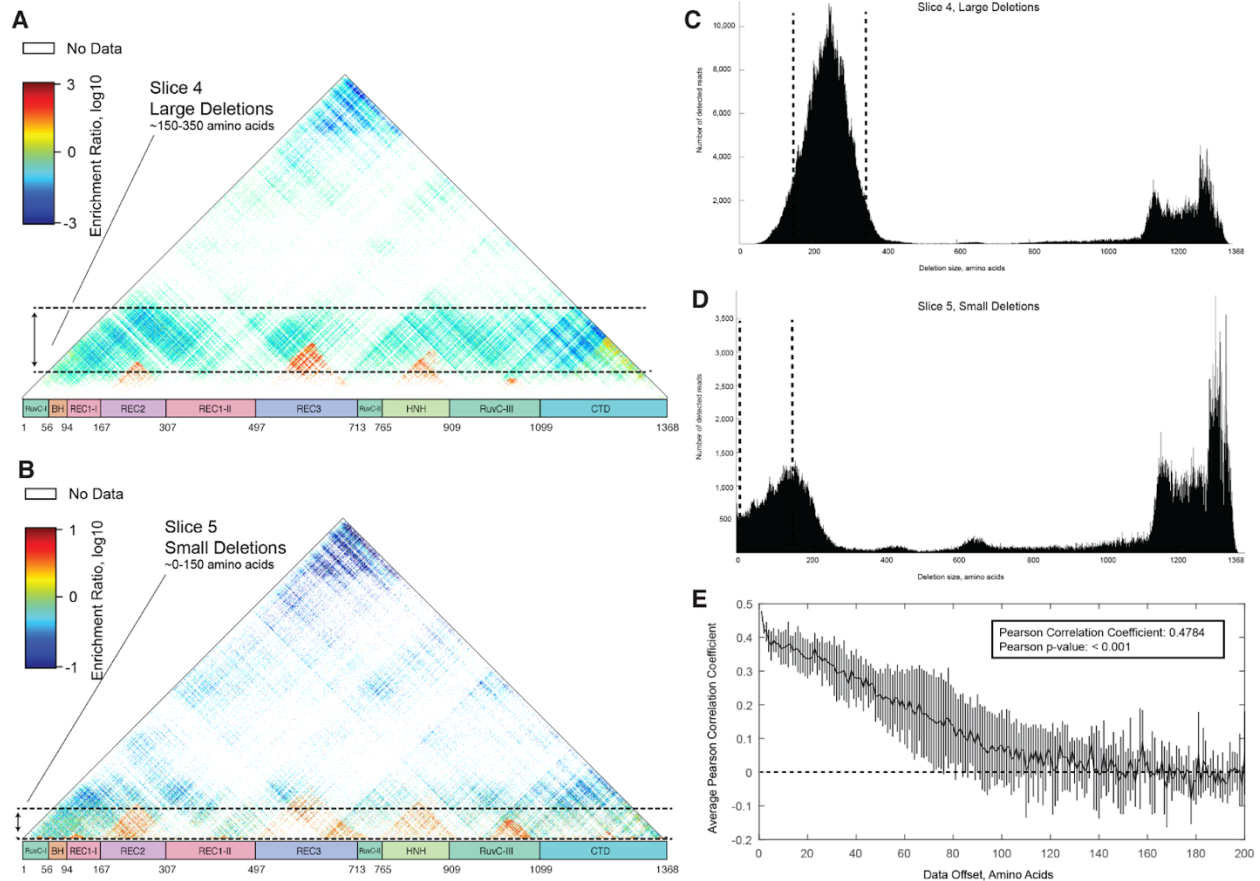 A
No Data
3
0
-3
Enrichment Ratio, log10
Slice 4
Large Deletions
~150-350 amino acids
RuvC-I BH REC1-I REC2 REC1-II REC3 RuvC-II HNH RuvC-III CTD
1 56 94 167 307 497 713 765 909 1099 1368
B
No Data
1
0
-1
Enrichment Ratio, log10
Slice 5
Small Deletions
~0-150 amino acids
RuvC-I BH REC1-I REC2 REC1-II REC3 RuvC-II HNH RuvC-III CTD
1 56 94 167 307 497 713 765 909 1099 1368
C
Slice 4, Large Deletions
Number of detected reads
10,000
8,000
6,000
4,000
2,000
0 200 400 600 800 1000 1200 1368
Deletion size, amino acids
D
Slice 5, Small Deletions
Number of detected reads
3,500
3,000
2,500
2,000
1,500
1,000
500
0 200 400 600 800 1000 1200 1368
Deletion size, amino acids
E
Average Pearson Correlation Coefficient
0.5
0.4
0.3
0.2
0.1
0
-0.1
-0.2
Pearson Correlation Coefficient: 0.4784
Pearson p-value: < 0.001
0 20 40 60 80 100 120 140 160 180 200
Data Offset, Amino Acids